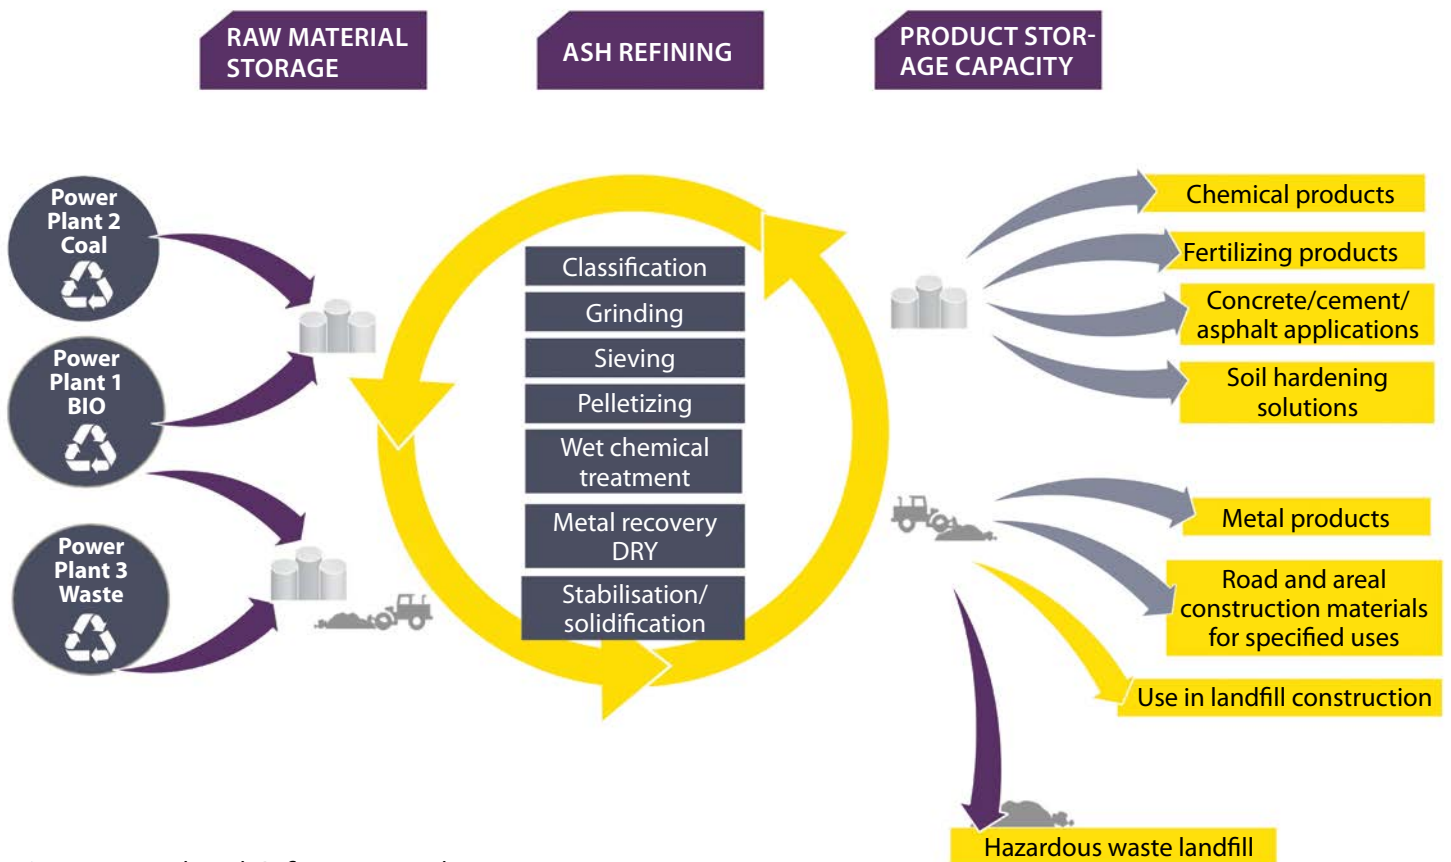 RAW MATERIAL
STORAGE
ASH REFINING
PRODUCT STOR-
AGE CAPACITY
Power
Plant 2
Coal
Power
Plant 1
BIO
Power
Plant 3
Waste
Classification
Grinding
Sieving
Pelletizing
Wet chemical
treatment
Metal recovery
DRY
Stabilisation/
solidification
Chemical products
Fertilizing products
Concrete/cement/
asphalt applications
Soil hardening
solutions
Metal products
Road and areal
construction materials
for specified uses
Use in landfill construction
Hazardous waste landfill